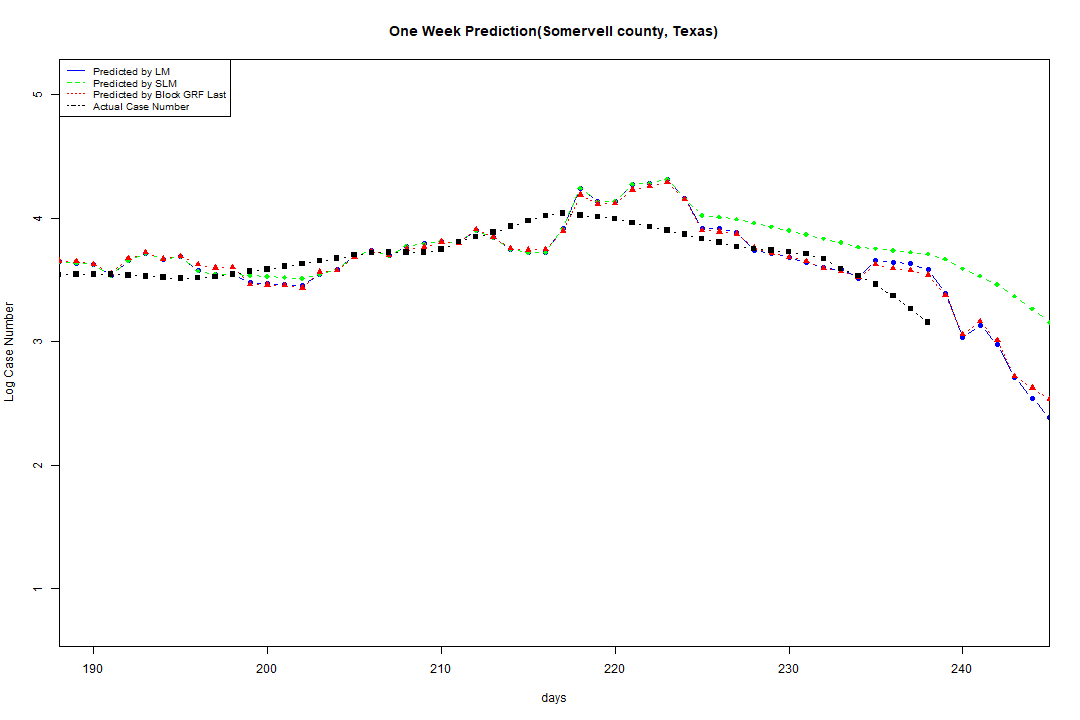 One Week Prediction(Somervell county, Texas)
Predicted by LM
Predicted by SLM
Predicted by Block GRF Last
Actual Case Number
5
4
3
2
1
Log Case Number
190 200 210 220 230 240
days